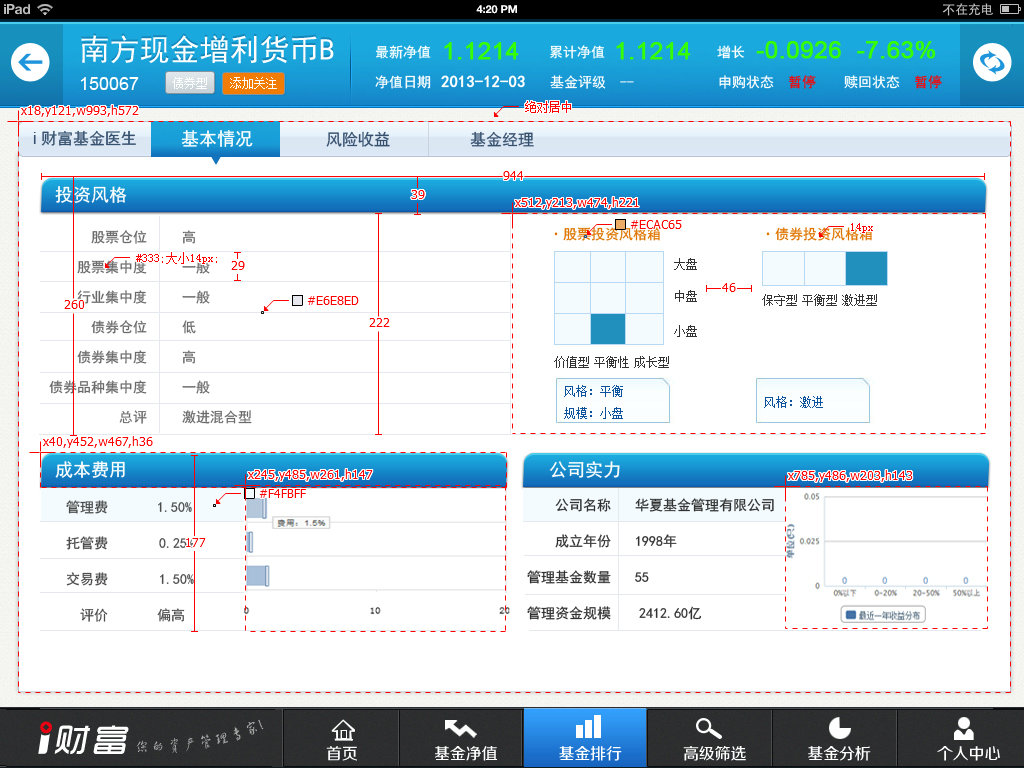 iPad 4:20 PM 不在充电
南方现金增利货币B
150067 债券型 添加关注
最新净值 1.1214 累计净值 1.1214 增长 -0.0926 -7.63%
净值日期 2013-12-03 基金评级 — 申购状态 暂停 赎回状态 暂停
x18,y121,w993,h572 绝对居中
i 财富基金医生 基本情况 风险收益 基金经理
944
投资风格 39
x512,y213,w474,h221
股票仓位 高
股票集中度 一般
#333;大小14px;
29
行业集中度 一般
#E6E8ED
260
222
债券仓位 低
债券集中度 高
债券品种集中度 一般
总评 激进混合型
· 股票投资风格箱 #ECAC65
大盘
中盘
小盘
46
价值型 平衡性 成长型
风格：平衡
规模：小盘
· 债券投资风格箱 14px
保守型 平衡型 激进型
风格：激进
x40,y452,w467,h36
成本费用
x245,y485,w261,h147
#F4FBFF
管理费 1.50%
托管费 0.25%
177
交易费 1.50%
评价 偏高
费用：1.5%
0 10 20
公司实力
x785,y486,w203,h143
公司名称 华夏基金管理有限公司
成立年份 1998年
管理基金数量 55
管理资金规模 2412.60亿
0.05
0.025
0
单位(%)
0 0 0 0
0%以下 0-20% 20-50% 50%以上
最近一年收益分布
i财富 你的资产管理专家!
首页 基金净值 基金排行 高级筛选 基金分析 个人中心